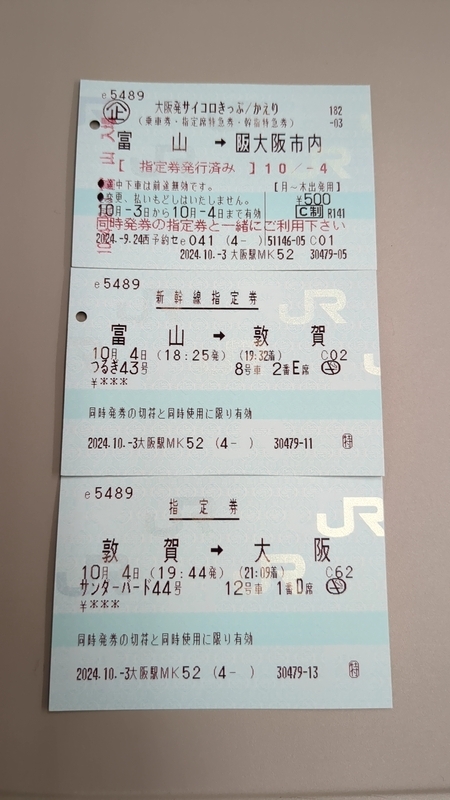 e5489
企 大阪発サイコロきっぷ/かえり 182
(乗車券・指定席特急券・幹指特急券) -03
富 山 → 阪大阪市内
[ 指定券発行済み ] 10 / -4
途中下車は前途無効です。 [月~木出発用]
変更、払いもどしはいたしません。 ¥500
10月-3日から10月-4日まで有効 C制 R141
同時発券の指定券と一緒にご利用下さい
2024.-9.24西予約セe041 (4- )51146-05 C01
2024.10.-3 大阪駅MK52 30479-05
e5489
新幹線指定券
JR
富 山 → 敦 賀
10月 4日 (18:25発) (19:32着) C02
つるぎ43号 8号車 2番E席
¥***
同時発券の切符と同時使用に限り有効
2024.10.-3大阪駅MK52 (4- ) 30479-11 特
e5489
指 定 券
JR
敦 賀 → 大 阪
10月 4日 (19:44発) (21:09着) C62
サンダーバード44号 12号車 1番D席
¥***
同時発券の切符と同時使用に限り有効
2024.10.-3大阪駅MK52 (4- ) 30479-13 特